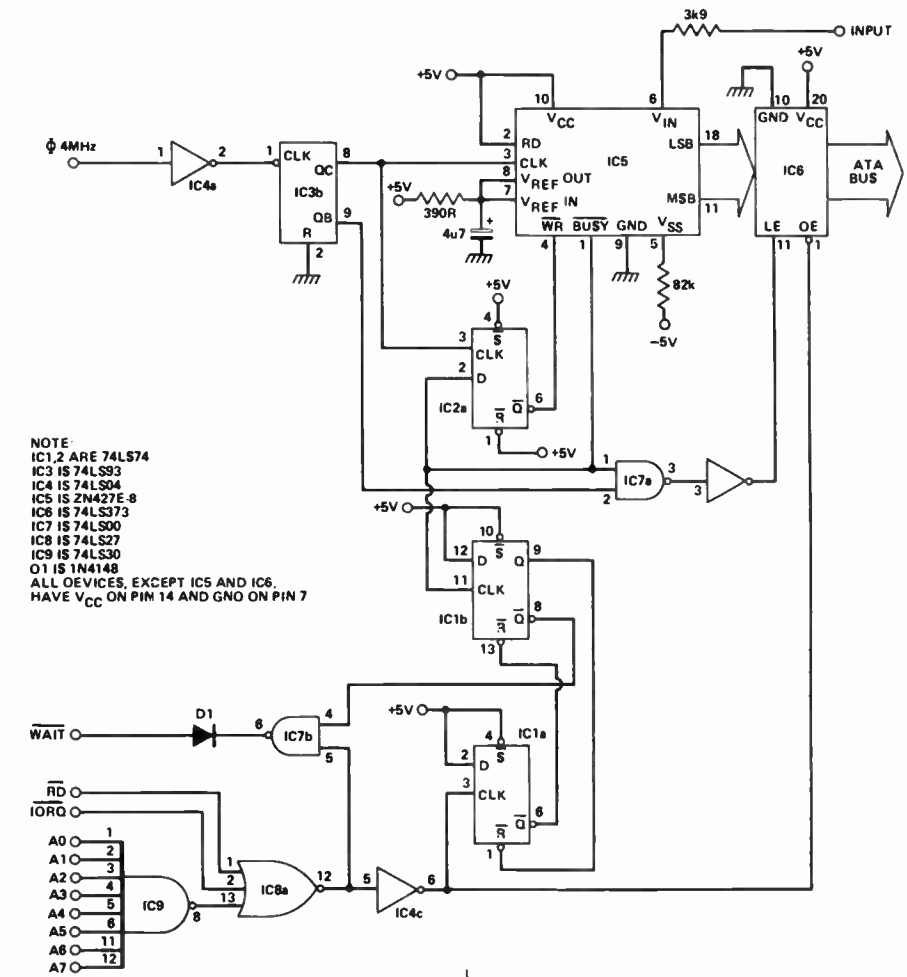 3k9
INPUT
+5V
+5V
10
6
10
20
VCC
VIN
GND
VCC
Φ 4MHz
1
2
IC4a
1
CLK
QC
8
IC3b
QB
9
R
2
2
RD
3
CLK
IC5
LSB
18
IC6
ATA
BUS
8
VREF OUT
+5V
390R
7
VREF IN
MSB
11
4u7
+
WR
BUSY
GND
VSS
LE
OE
4
1
9
5
11
1
82k
−5V
+5V
4
S
3
CLK
2
D
IC2a
Q
6
R
1
+5V
NOTE
IC1,2 ARE 74LS74
IC3 IS 74LS93
IC4 IS 74LS04
IC5 IS ZN427E-8
IC6 IS 74LS373
IC7 IS 74LS00
IC8 IS 74LS27
IC9 IS 74LS30
O1 IS 1N4148
ALL OEVICES, EXCEPT IC5 AND IC6,
HAVE VCC ON PIN 14 AND GNO ON PIN 7
1
2
IC7a
3
3
+5V
10
S
12
D
Q
9
11
CLK
IC1b
Q
8
R
13
+5V
IC1a
4
S
2
D
3
CLK
Q
6
R
1
WAIT
D1
6
IC7b
4
5
RD
IORQ
1
2
13
IC8a
12
5
6
IC4c
A0
1
A1
2
A2
3
A3
4
A4
5
A5
6
A6
11
A7
12
IC9
8